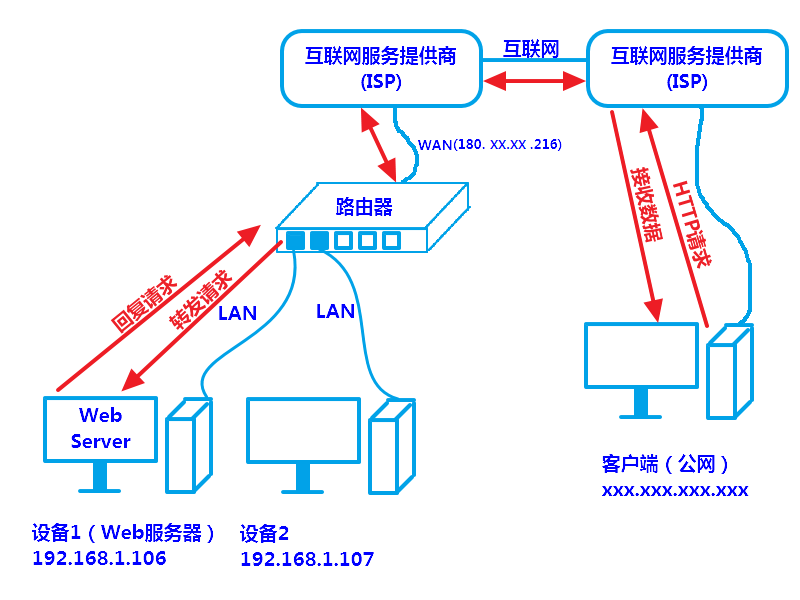 互联网服务提供商
(ISP)
互联网
互联网服务提供商
(ISP)
WAN(180. XX.XX .216)
路由器
接收数据
HTTP请求
回复请求
转发请求
LAN
LAN
Web
Server
客户端（公网）
xxx.xxx.xxx.xxx
设备1（Web服务器）
192.168.1.106
设备2
192.168.1.107